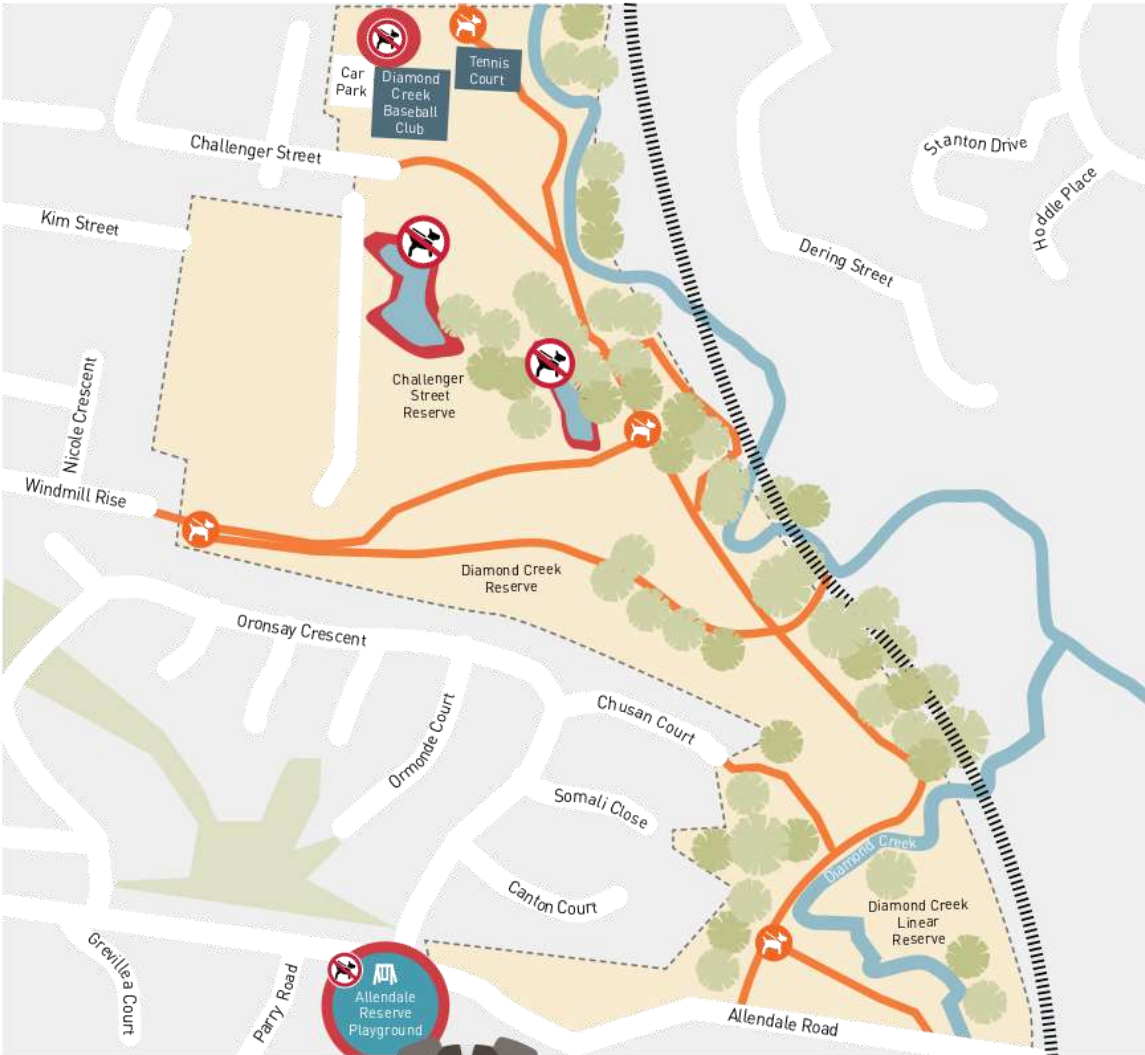 Car
Park
Diamond
Creek
Baseball
Club
Tennis
Court
Challenger Street
Stanton Drive
Hoddle Place
Kim Street
Dering Street
Nicole Crescent
Challenger
Street
Reserve
Windmill Rise
Diamond Creek
Reserve
Oronsay Crescent
Ormonde Court
Chusan Court
Somali Close
Diamond Creek
Canton Court
Diamond Creek
Linear
Reserve
Grevillea Court
Parry Road
Allendale
Reserve
Playground
Allendale Road